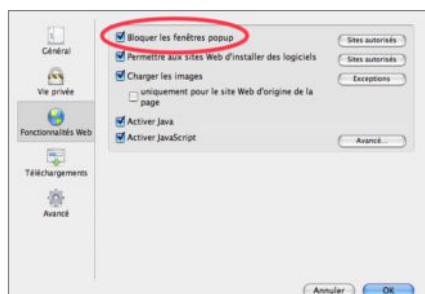 Général
Vie privée
Fonctionnalités Web
Téléchargements
Avancé
Bloquer les fenêtres popup
Sites autorisés
Permettre aux sites Web d'installer des logiciels
Sites autorisés
Charger les images
Exceptions
uniquement pour le site Web d'origine de la
page
Activer Java
Activer JavaScript
Avancé...
Annuler
OK